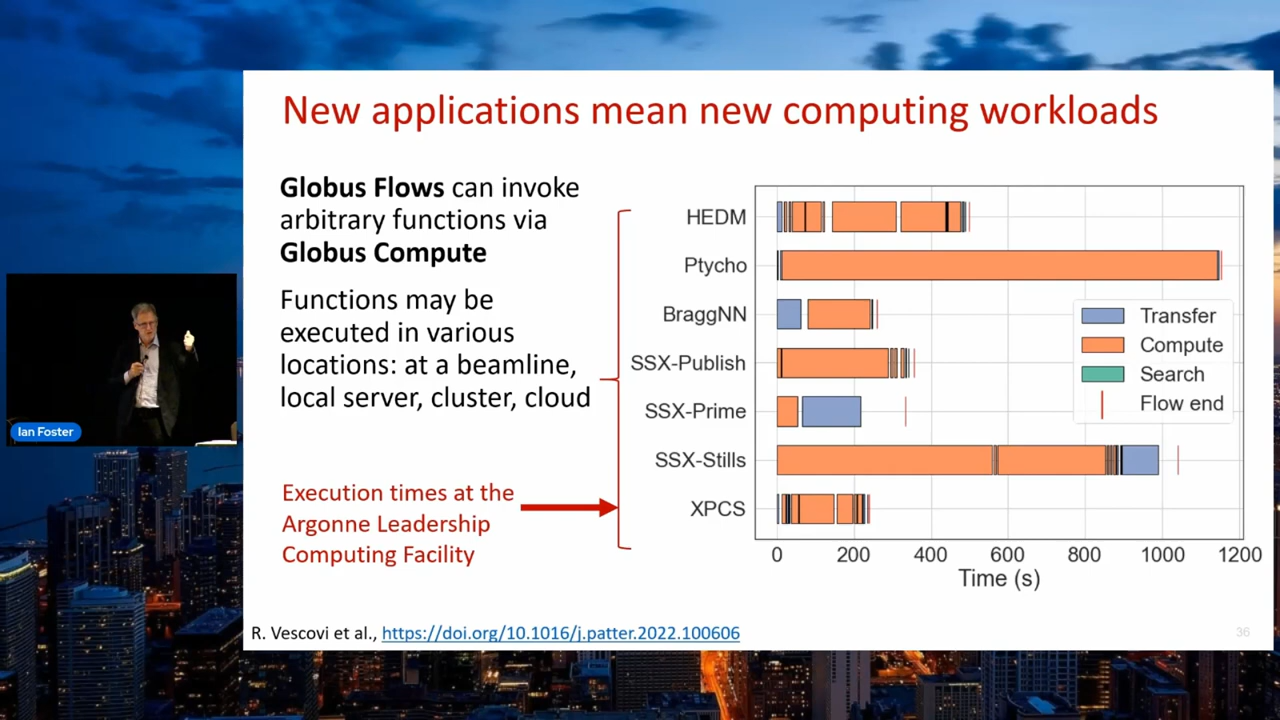 New applications mean new computing workloads
Globus Flows can invoke
arbitrary functions via
Globus Compute
Functions may be
executed in various
locations: at a beamline,
local server, cluster, cloud
Execution times at the
Argonne Leadership
Computing Facility
HEDM
Ptycho
BraggNN
SSX-Publish
SSX-Prime
SSX-Stills
XPCS
Transfer
Compute
Search
Flow end
0 200 400 600 800 1000 1200
Time (s)
R. Vescovi et al., https://doi.org/10.1016/j.patter.2022.100606
36
Ian Foster